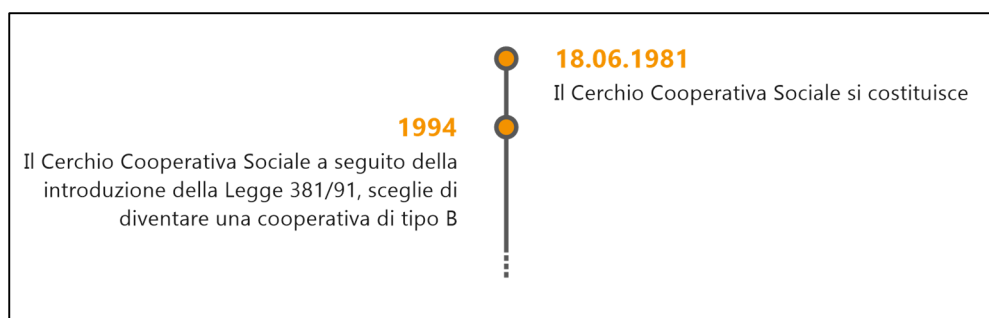 18.06.1981
Il Cerchio Cooperativa Sociale si costituisce
1994
Il Cerchio Cooperativa Sociale a seguito della
introduzione della Legge 381/91, sceglie di
diventare una cooperativa di tipo B